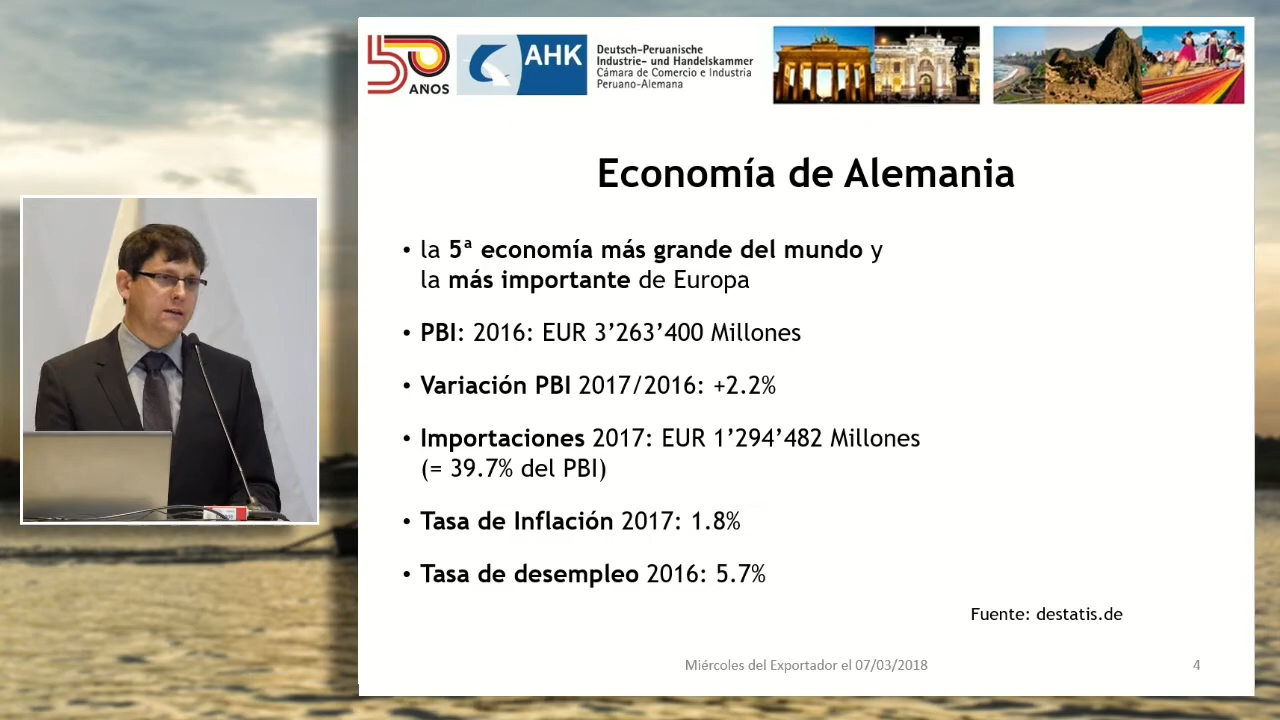 50
AÑOS
AHK
Deutsch-Peruanische
Industrie- und Handelskammer
Cámara de Comercio e Industria
Peruano-Alemana
Economía de Alemania
• la 5ª economía más grande del mundo y
la más importante de Europa
• PBI: 2016: EUR 3’263’400 Millones
• Variación PBI 2017/2016: +2.2%
• Importaciones 2017: EUR 1’294’482 Millones
(= 39.7% del PBI)
• Tasa de Inflación 2017: 1.8%
• Tasa de desempleo 2016: 5.7%
Fuente: destatis.de
Miércoles del Exportador el 07/03/2018
4